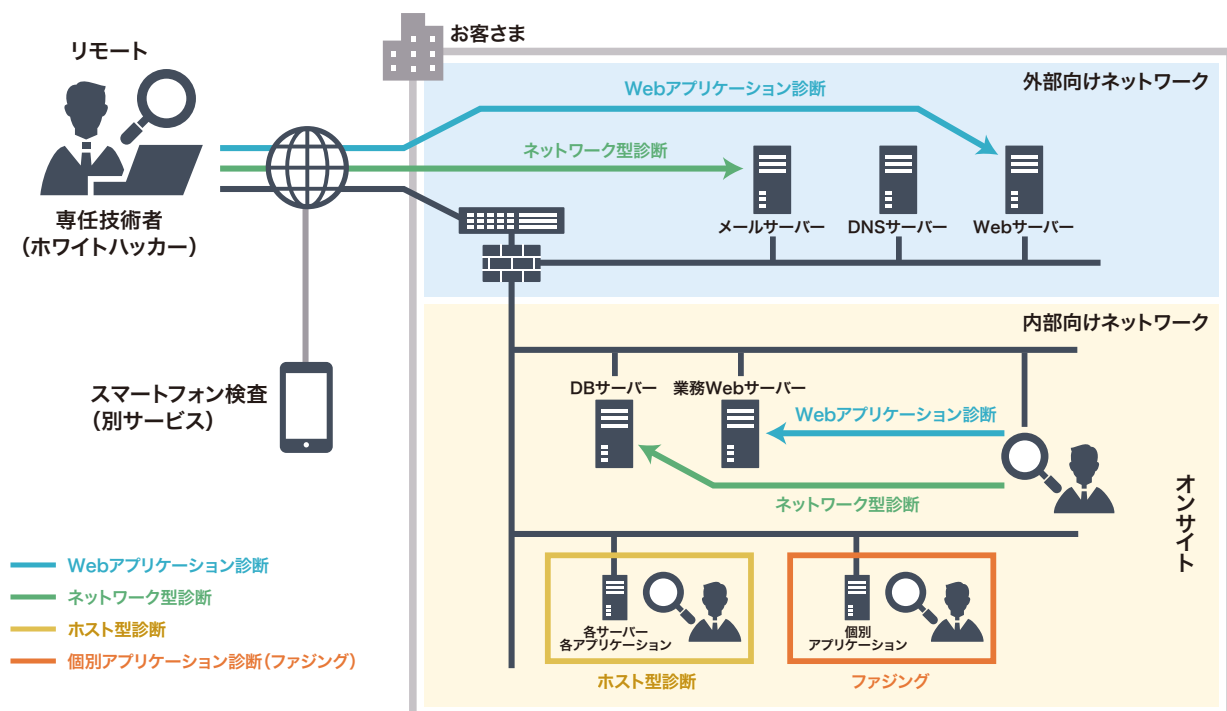 リモート
お客さま
外部向けネットワーク
Webアプリケーション診断
ネットワーク型診断
専任技術者
（ホワイトハッカー）
メールサーバー
DNSサーバー
Webサーバー
内部向けネットワーク
スマートフォン検査
（別サービス）
DBサーバー
業務Webサーバー
Webアプリケーション診断
ネットワーク型診断
オンサイト
Webアプリケーション診断
ネットワーク型診断
ホスト型診断
個別アプリケーション診断（ファジング）
各サーバー
各アプリケーション
ホスト型診断
個別
アプリケーション
ファジング